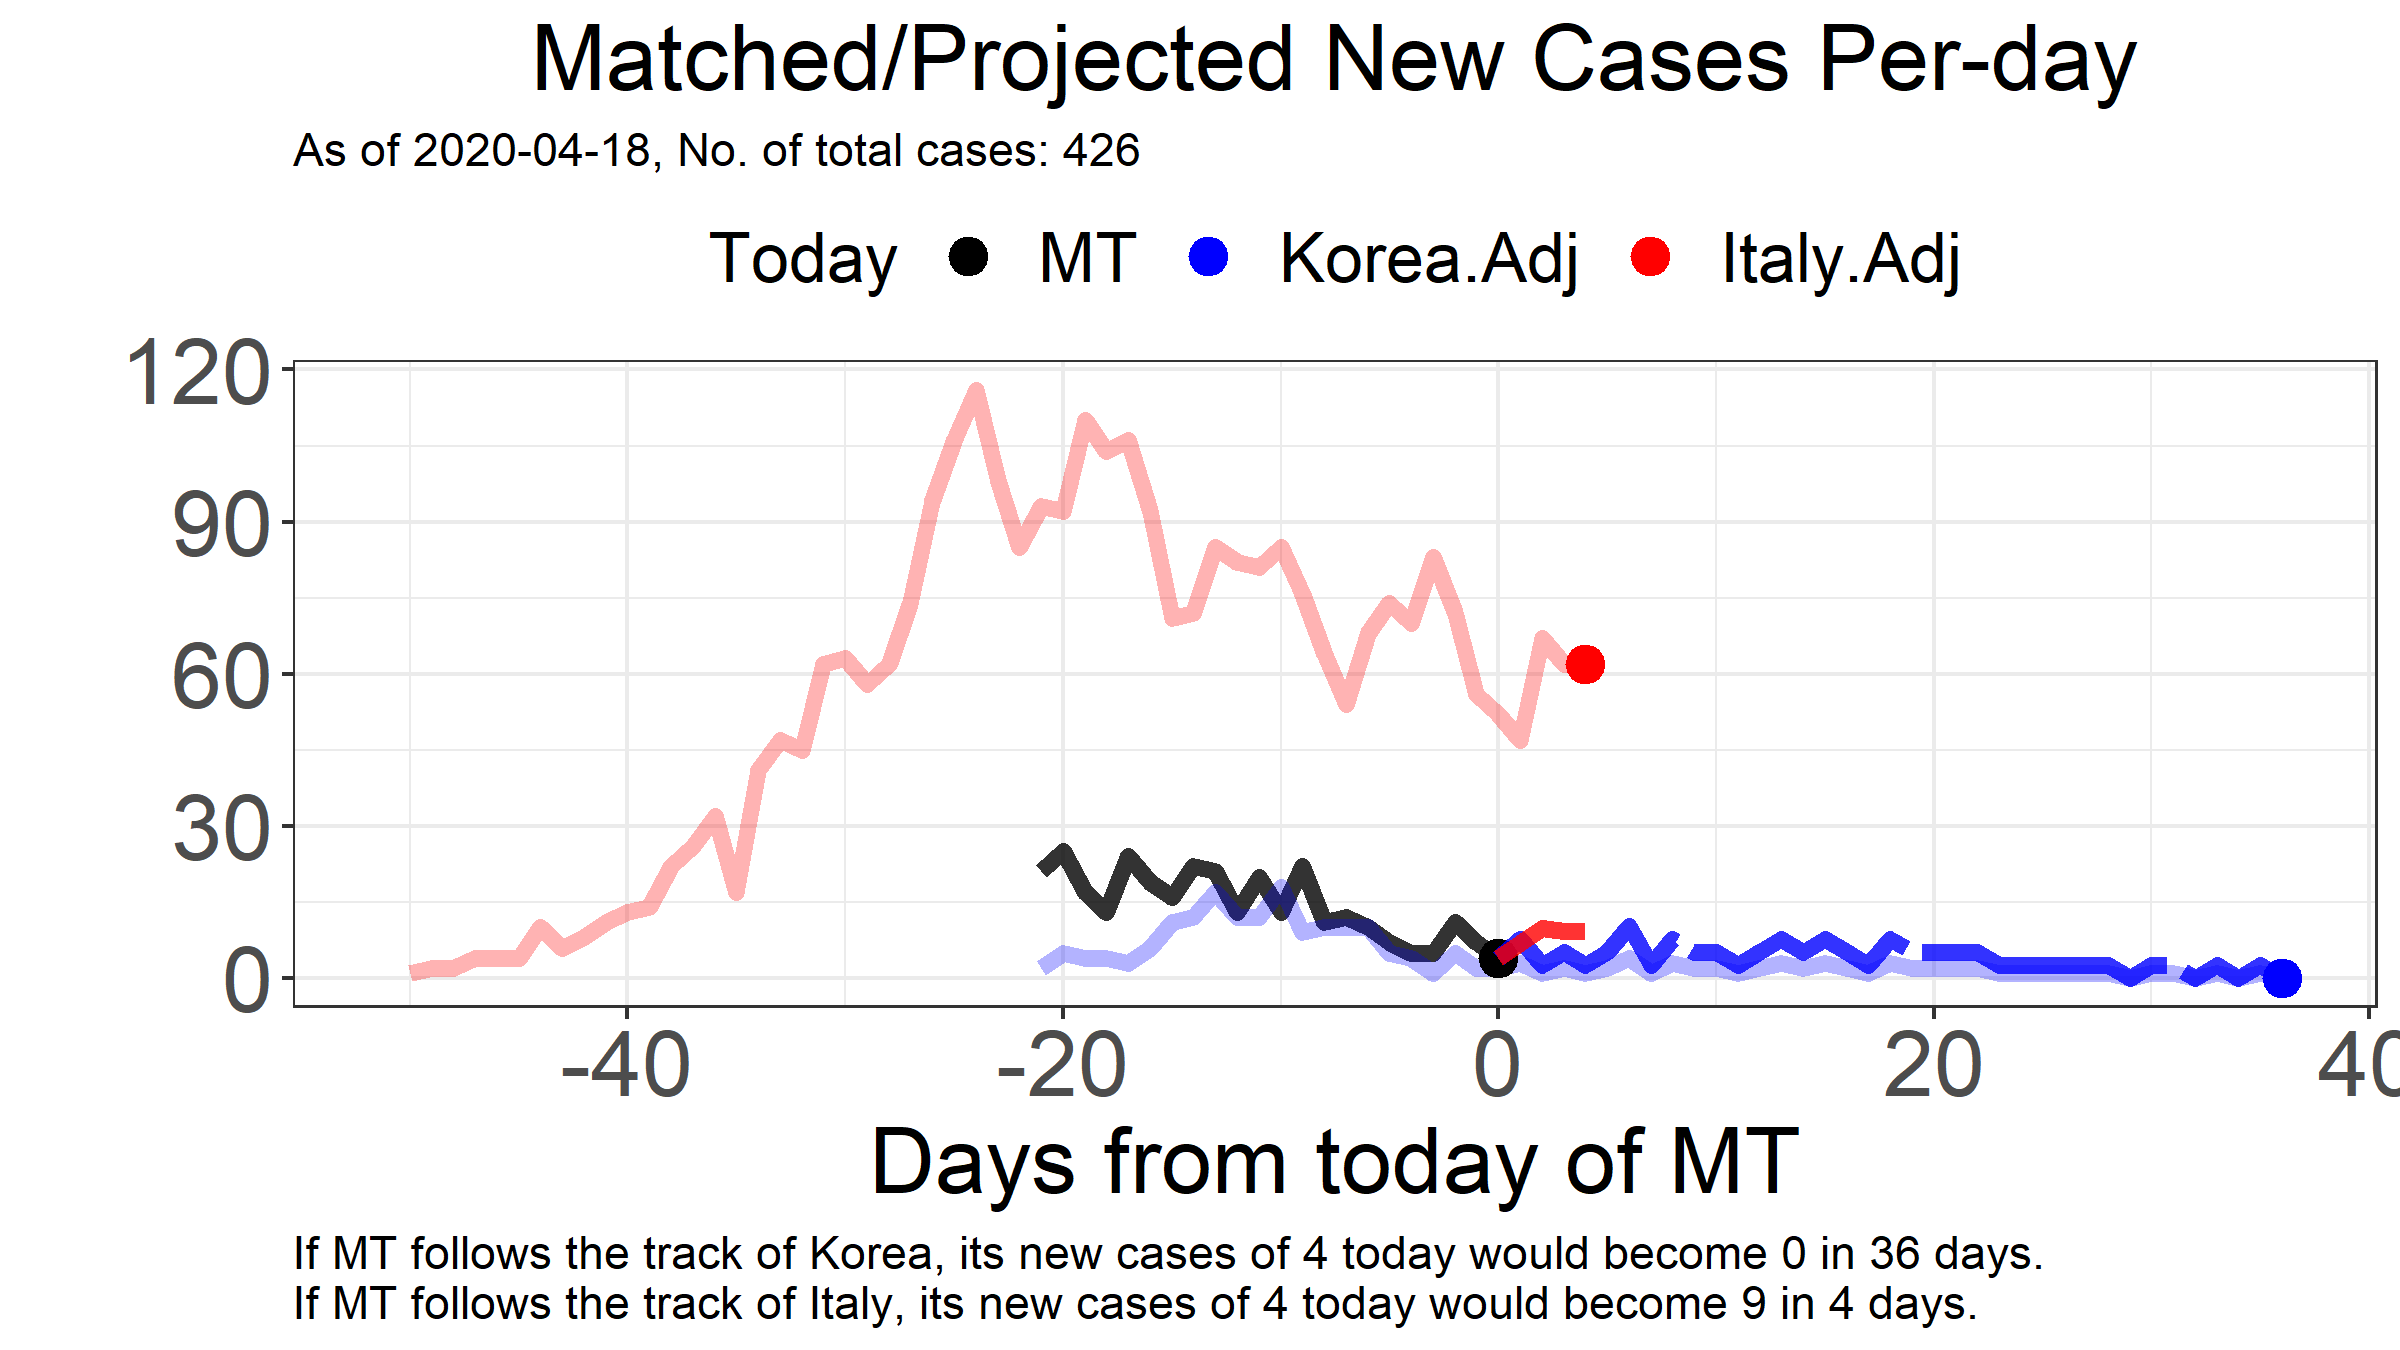 Matched/Projected New Cases Per-day
As of 2020-04-18, No. of total cases: 426
Today MT Korea.Adj Italy.Adj
120
90
60
30
0
-40 -20 0 20 40
Days from today of MT
If MT follows the track of Korea, its new cases of 4 today would become 0 in 36 days.
If MT follows the track of Italy, its new cases of 4 today would become 9 in 4 days.